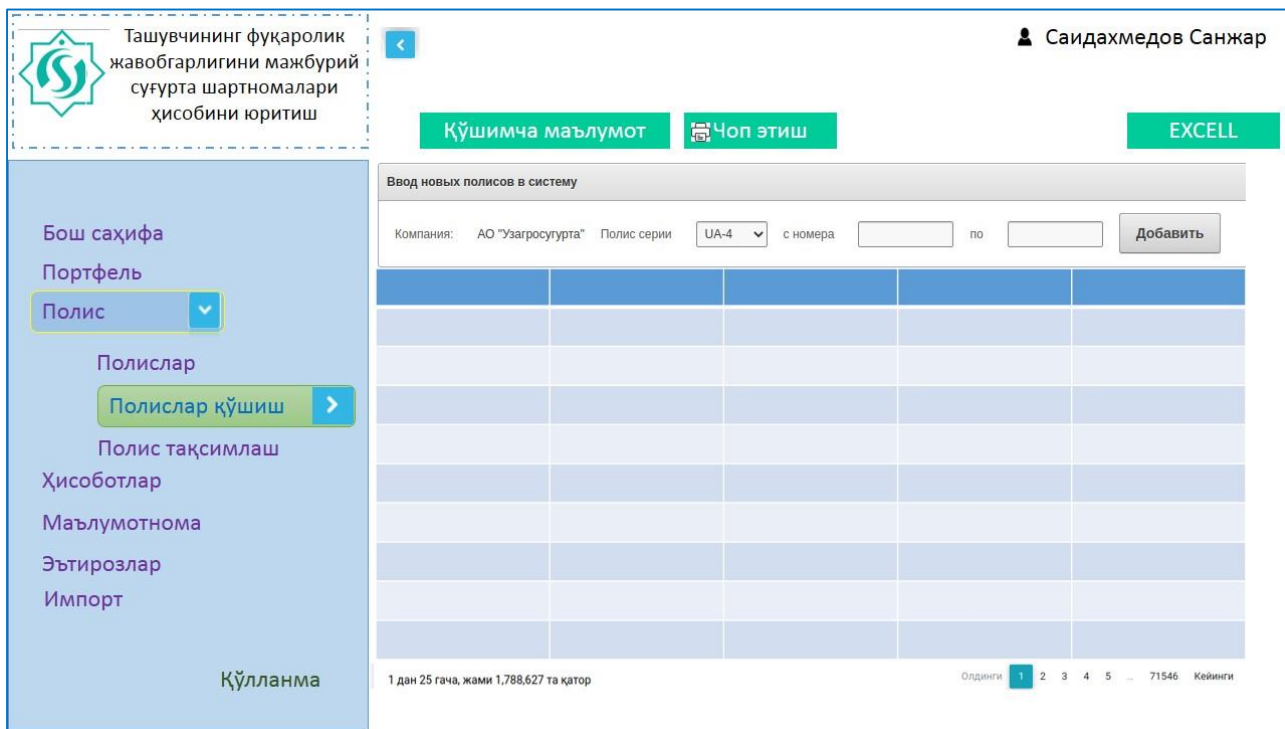 Ташувчининг фуқаролик
жавобгарлигини мажбурий
суғурта шартномалари
ҳисобини юритиш
Саидахмедов Санжар
Қўшимча маълумот
Чоп этиш
EXCELL
Ввод новых полисов в систему
Компания: АО "Узагросугурта" Полис серии UA-4 с номера по Добавить
Бош саҳифа
Портфель
Полис
Полислар
Полислар қўшиш
Полис тақсимлаш
Ҳисоботлар
Маълумотнома
Эътирозлар
Импорт
Қўлланма
1 дан 25 гача, жами 1,788,627 та қатор
Олдинги 1 2 3 4 5 ... 71546 Кейинги